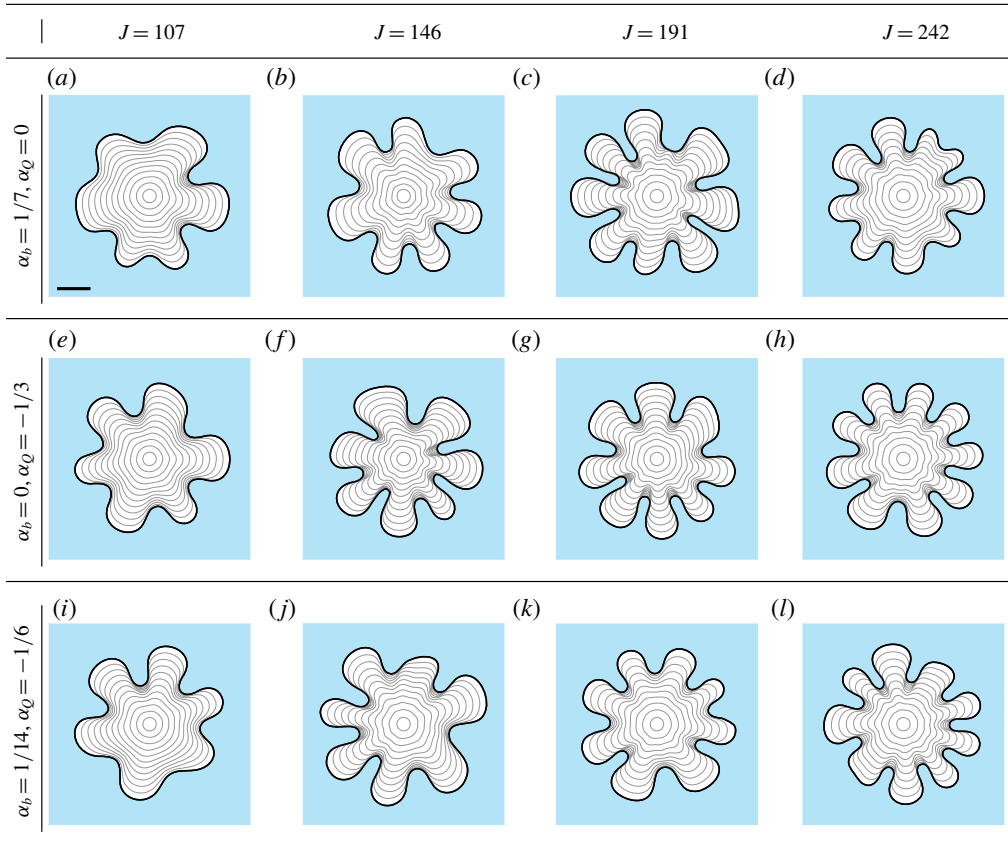 J = 107 J = 146 J = 191 J = 242
(a) (b) (c) (d)
α_b = 1/7, α_Q = 0
(e) (f) (g) (h)
α_b = 0, α_Q = −1/3
(i) (j) (k) (l)
α_b = 1/14, α_Q = −1/6